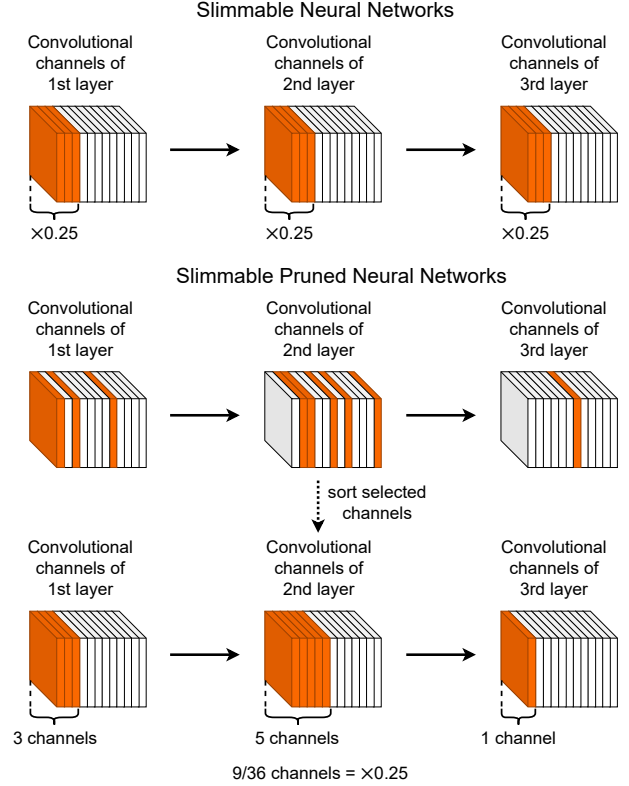 Slimmable Neural Networks
Convolutional channels of 1st layer
Convolutional channels of 2nd layer
Convolutional channels of 3rd layer
×0.25
×0.25
×0.25
Slimmable Pruned Neural Networks
Convolutional channels of 1st layer
Convolutional channels of 2nd layer
Convolutional channels of 3rd layer
sort selected channels
Convolutional channels of 1st layer
Convolutional channels of 2nd layer
Convolutional channels of 3rd layer
3 channels
5 channels
1 channel
9/36 channels = ×0.25